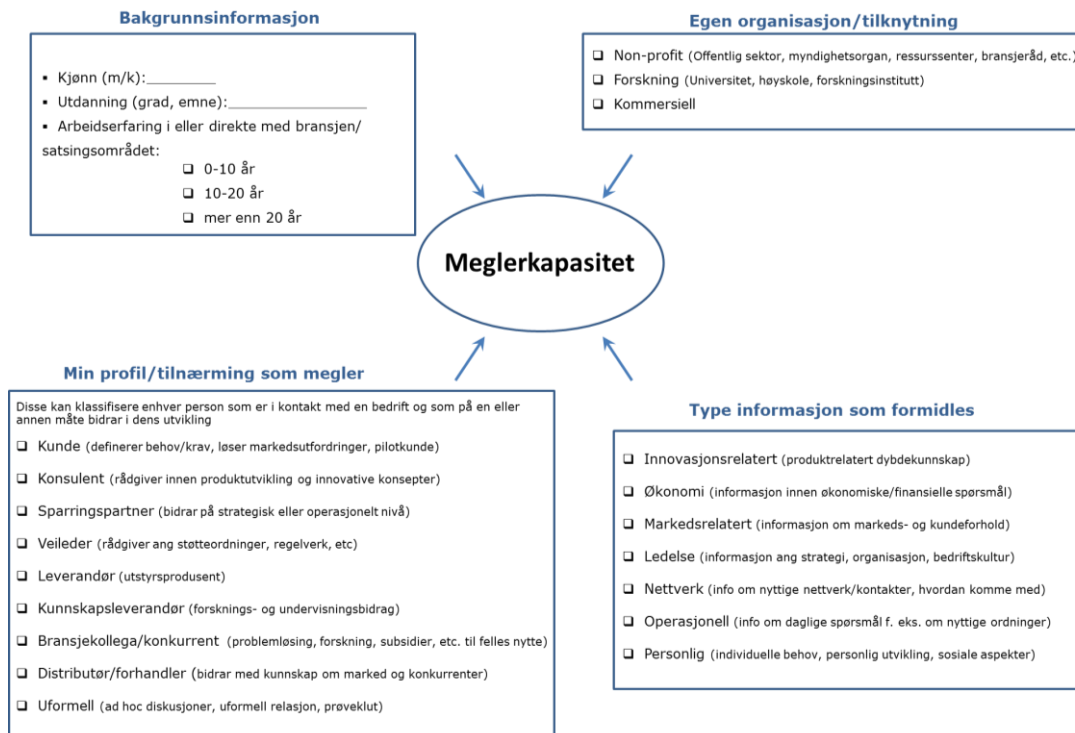 Bakgrunnsinformasjon
▪ Kjønn (m/k):_________
▪ Utdanning (grad, emne):__________________
▪ Arbeidserfaring i eller direkte med bransjen/
satsingsområdet:
❑ 0-10 år
❑ 10-20 år
❑ mer enn 20 år
Egen organisasjon/tilknytning
❑ Non-profit (Offentlig sektor, myndighetsorgan, ressurssenter, bransjeråd, etc.)
❑ Forskning (Universitet, høyskole, forskningsinstitutt)
❑ Kommersiell
Meglerkapasitet
Min profil/tilnærming som megler
Disse kan klassifisere enhver person som er i kontakt med en bedrift og som på en eller
annen måte bidrar i dens utvikling
❑ Kunde (definerer behov/krav, løser markedsutfordringer, pilotkunde)
❑ Konsulent (rådgiver innen produktutvikling og innovative konsepter)
❑ Sparringspartner (bidrar på strategisk eller operasjonelt nivå)
❑ Veileder (rådgiver ang støtteordninger, regelverk, etc)
❑ Leverandør (utstyrsprodusent)
❑ Kunnskapsleverandør (forsknings- og undervisningsbidrag)
❑ Bransjekollega/konkurrent (problemløsing, forskning, subsidier, etc. til felles nytte)
❑ Distributør/forhandler (bidrar med kunnskap om marked og konkurrenter)
❑ Uformell (ad hoc diskusjoner, uformell relasjon, prøveklut)
Type informasjon som formidles
❑ Innovasjonsrelatert (produktrelatert dybdekunnskap)
❑ Økonomi (informasjon innen økonomiske/finansielle spørsmål)
❑ Markedsrelatert (informasjon om markeds- og kundeforhold)
❑ Ledelse (informasjon ang strategi, organisasjon, bedriftskultur)
❑ Nettverk (info om nyttige nettverk/kontakter, hvordan komme med)
❑ Operasjonell (info om daglige spørsmål f. eks. om nyttige ordninger)
❑ Personlig (individuelle behov, personlig utvikling, sosiale aspekter)